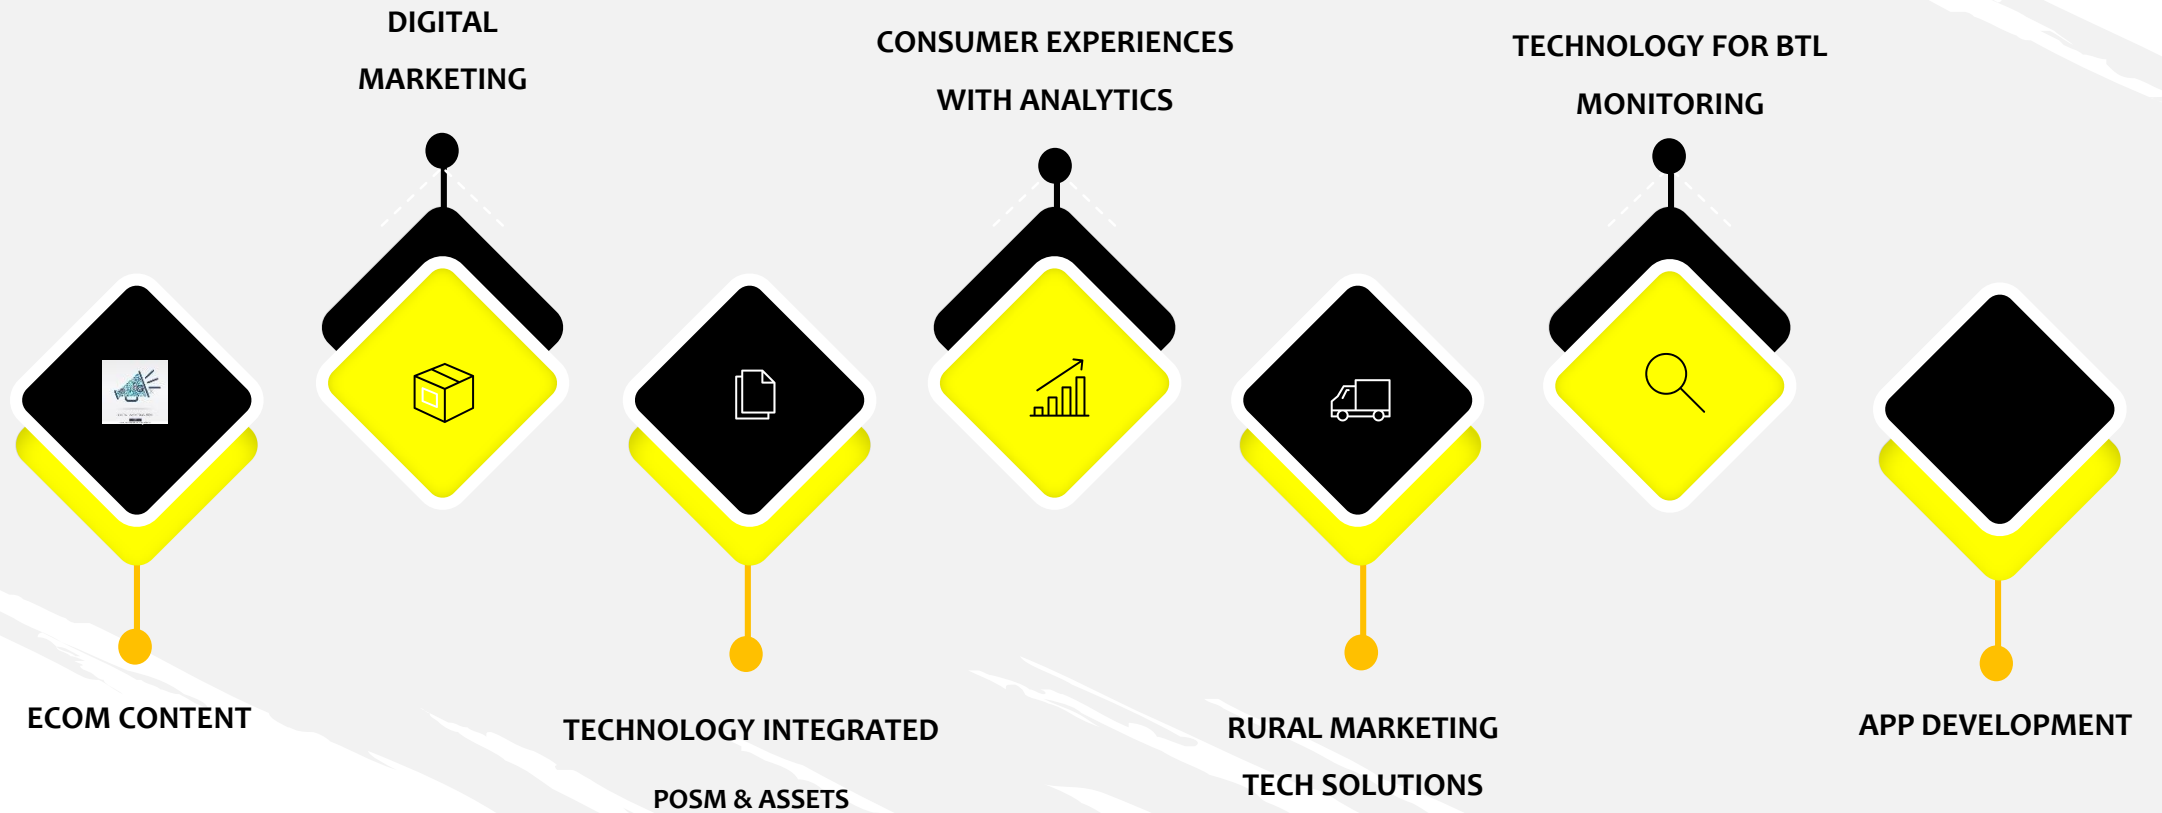 DIGITAL
MARKETING
CONSUMER EXPERIENCES
WITH ANALYTICS
TECHNOLOGY FOR BTL
MONITORING
ECOM CONTENT
TECHNOLOGY INTEGRATED
POSM & ASSETS
RURAL MARKETING
TECH SOLUTIONS
APP DEVELOPMENT